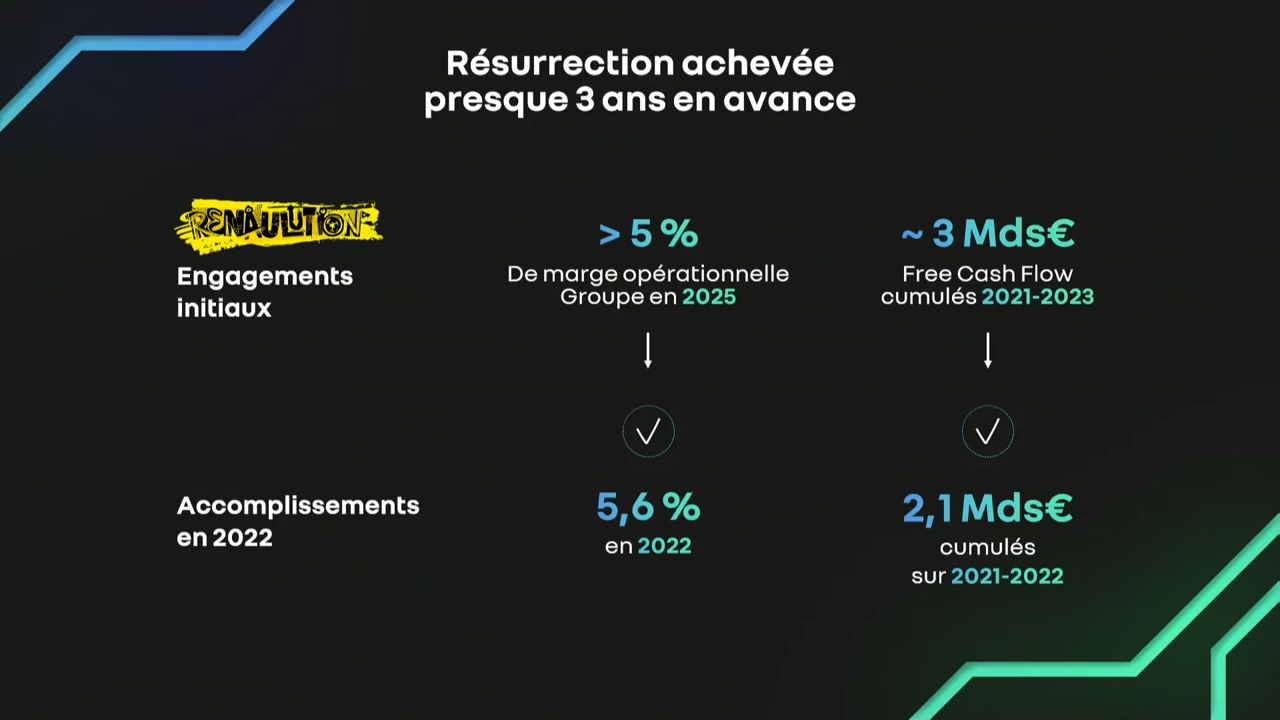 Résurrection achevée
presque 3 ans en avance
RENAULUTION
Engagements
initiaux
> 5 %
De marge opérationnelle
Groupe en 2025
~ 3 Mds€
Free Cash Flow
cumulés 2021-2023
Accomplissements
en 2022
5,6 %
en 2022
2,1 Mds€
cumulés
sur 2021-2022